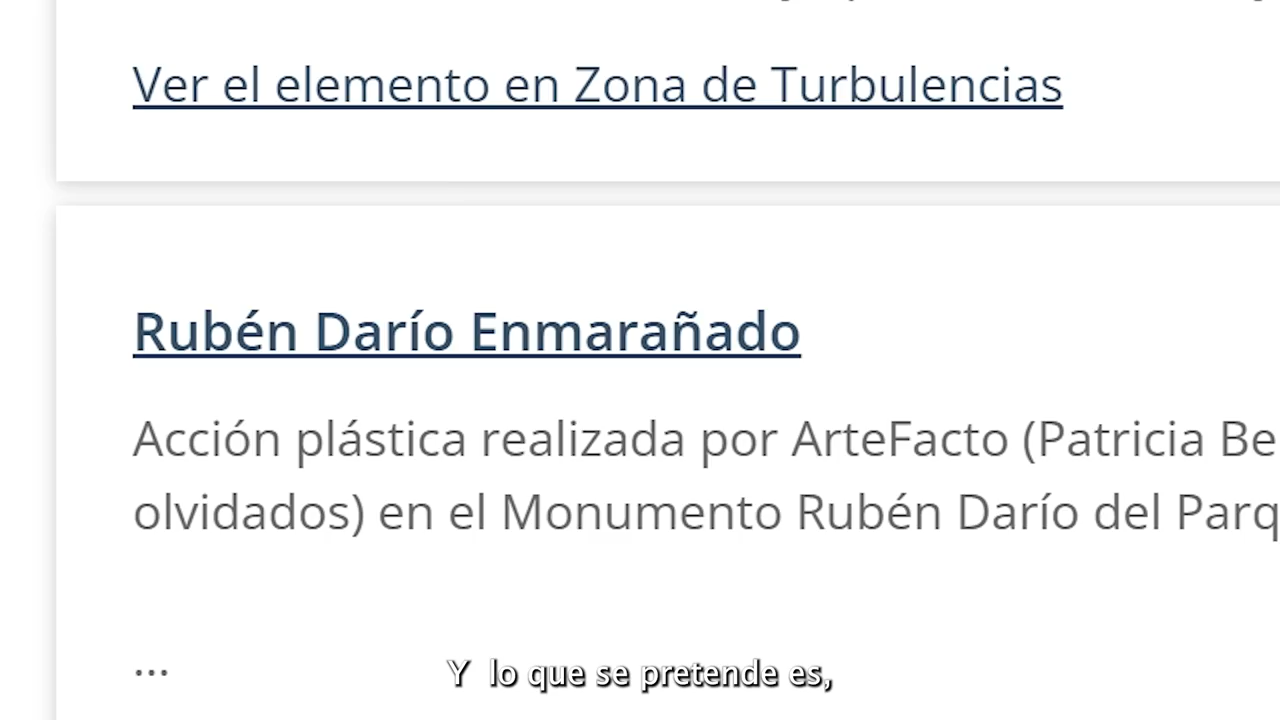 Ver el elemento en Zona de Turbulencias
Rubén Darío Enmarañado
Acción plástica realizada por ArteFacto (Patricia Be
olvidados) en el Monumento Rubén Darío del Parq
...
Y lo que se pretende es,